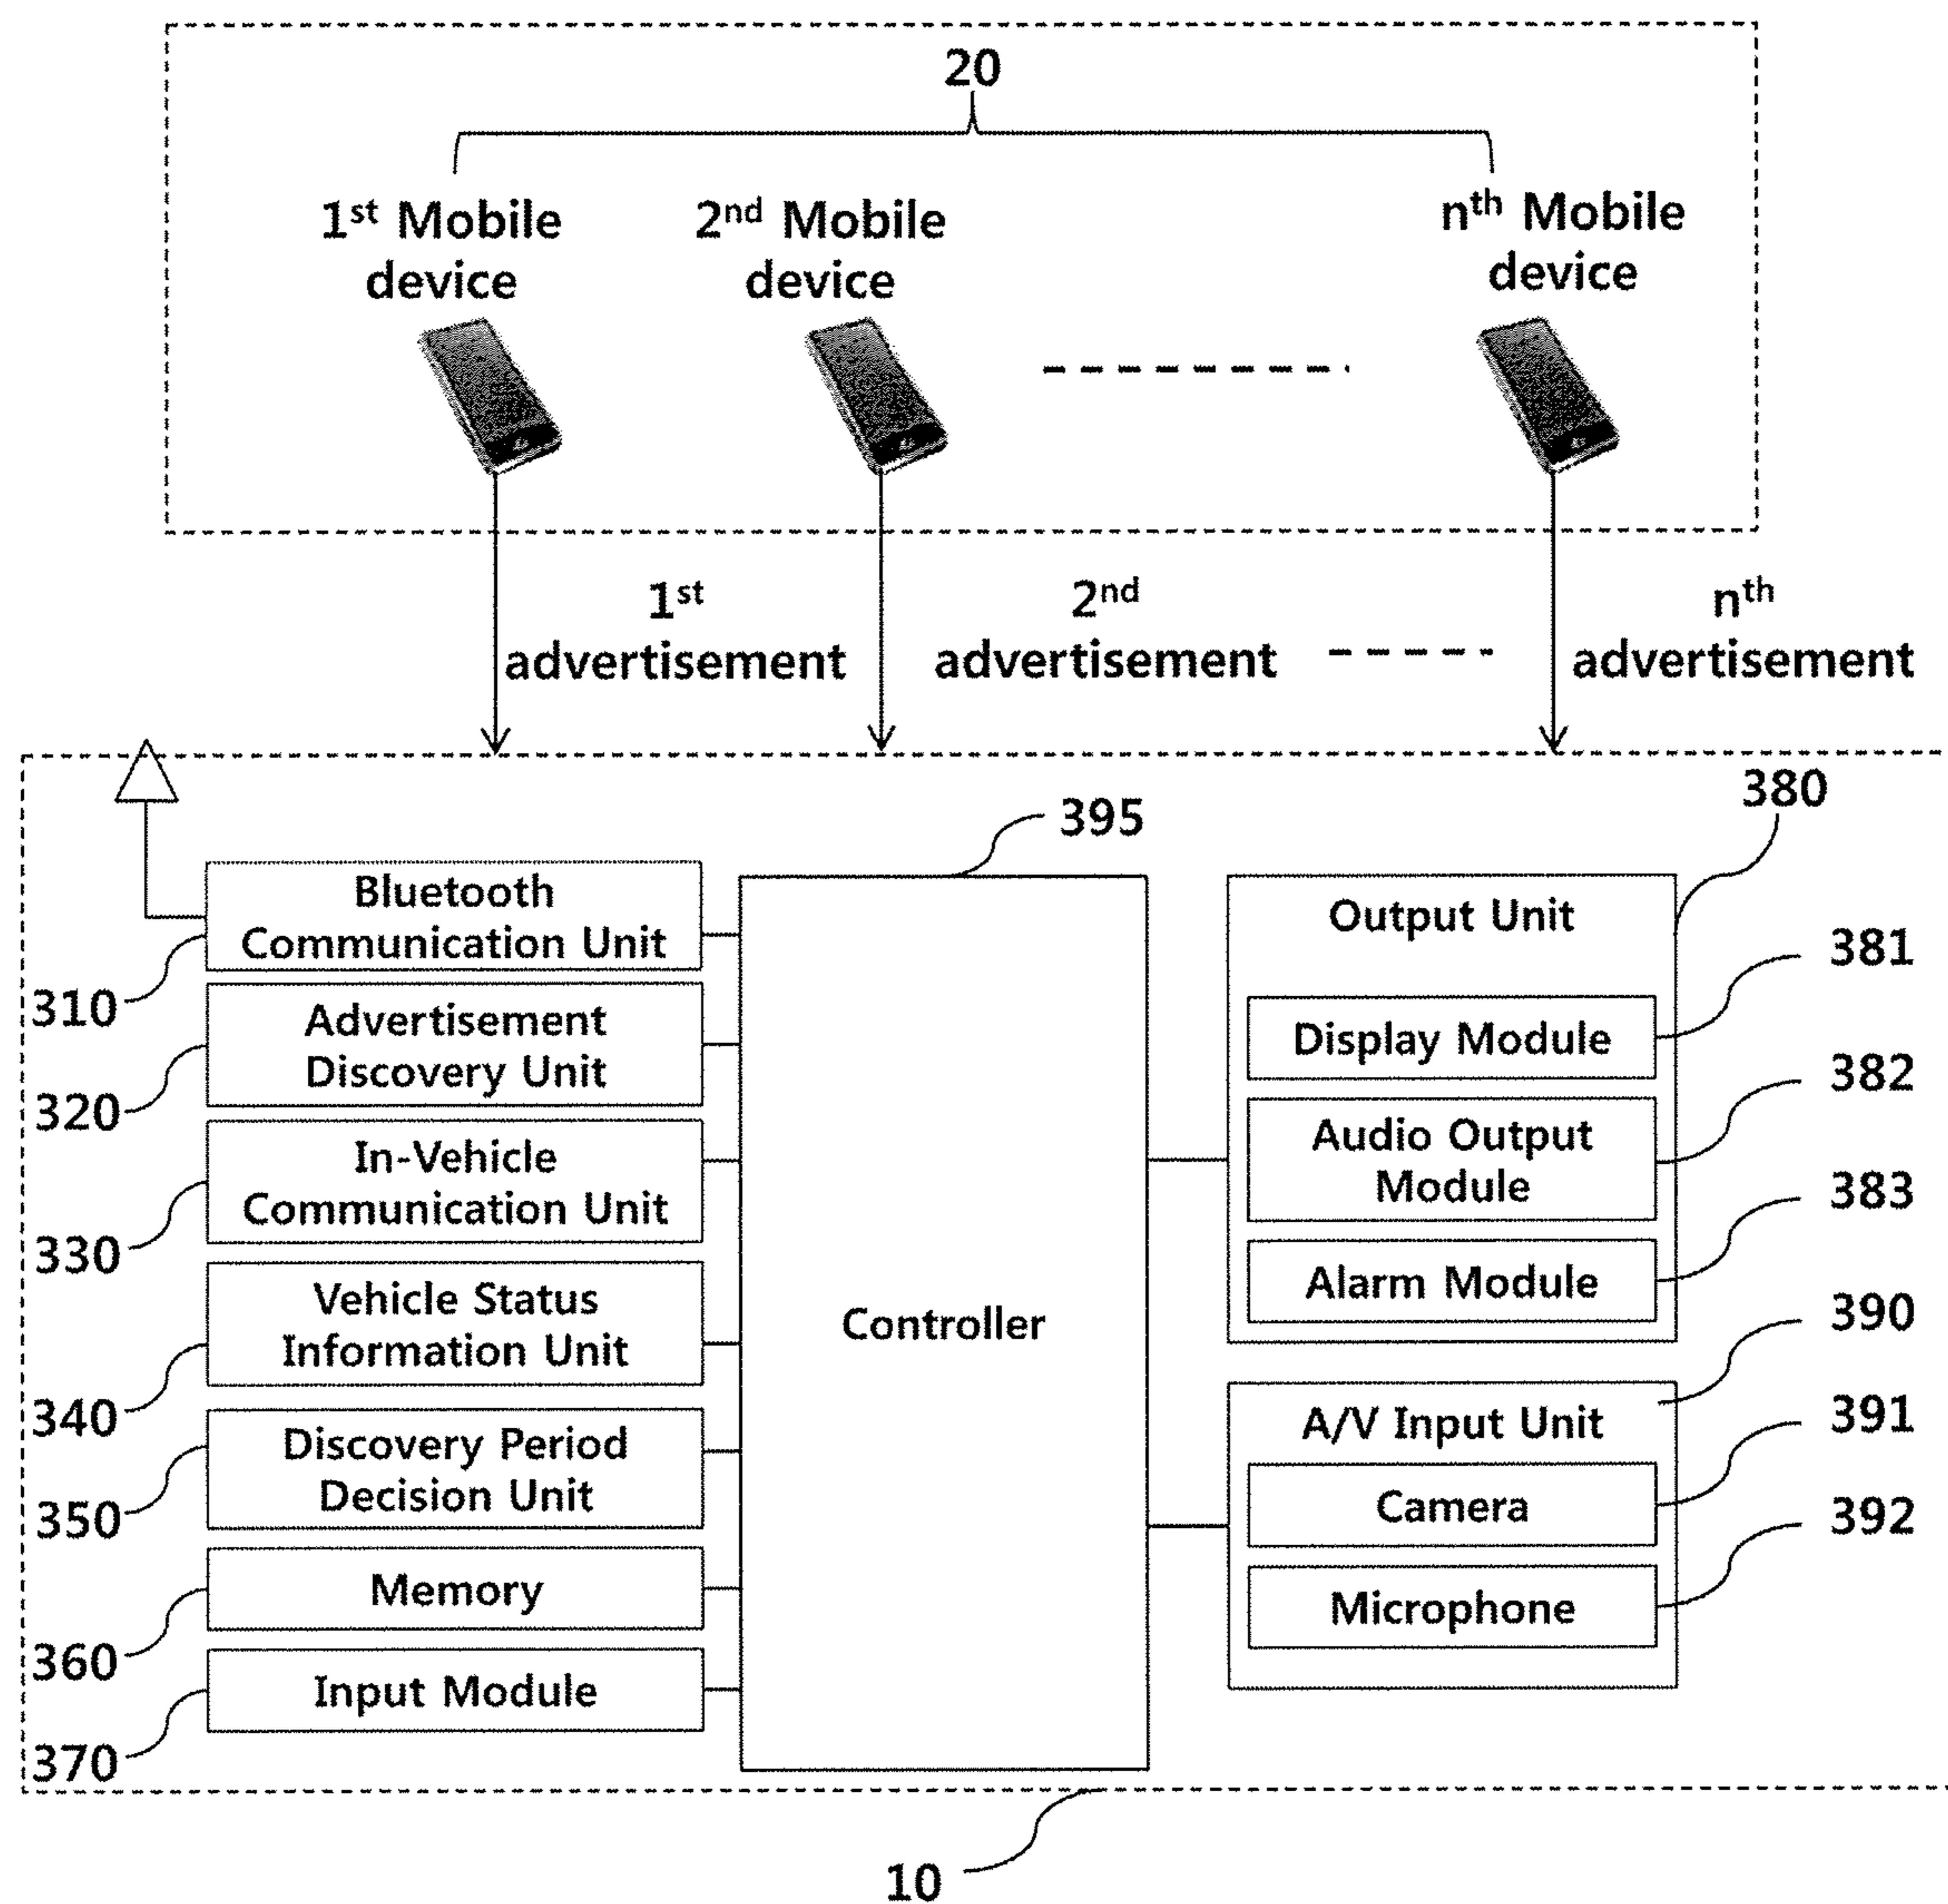 20
1st Mobile device
2nd Mobile device
nth Mobile device
1st advertisement
2nd advertisement
nth advertisement
380
395
Bluetooth
Communication Unit
310
Advertisement
Discovery Unit
320
In-Vehicle
Communication Unit
330
Vehicle Status
Information Unit
340
Discovery Period
Decision Unit
350
Memory
360
Input Module
370
Controller
Output Unit
381
Display Module
382
Audio Output
Module
383
Alarm Module
390
A/V Input Unit
391
Camera
392
Microphone
10